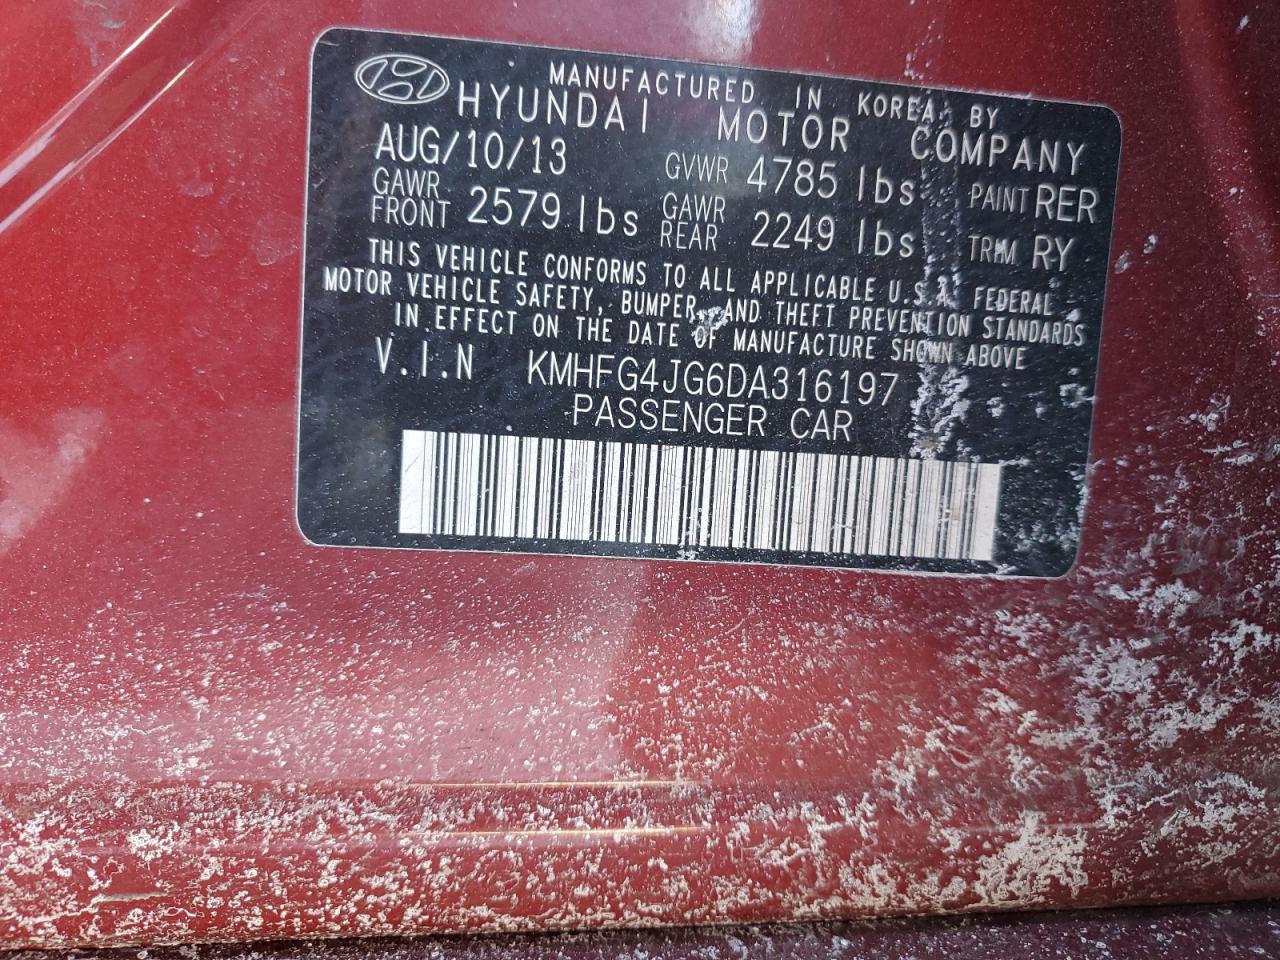 MANUFACTURED IN KOREA BY
HYUNDAI MOTOR COMPANY
AUG/10/13 GVWR 4785 lbs PAINT RER
GAWR FRONT 2579 lbs GAWR REAR 2249 lbs TRIM RY
THIS VEHICLE CONFORMS TO ALL APPLICABLE U.S.A. FEDERAL
MOTOR VEHICLE SAFETY, BUMPER, AND THEFT PREVENTION STANDARDS
IN EFFECT ON THE DATE OF MANUFACTURE SHOWN ABOVE
V.I.N KMHFG4JG6DA316197
PASSENGER CAR